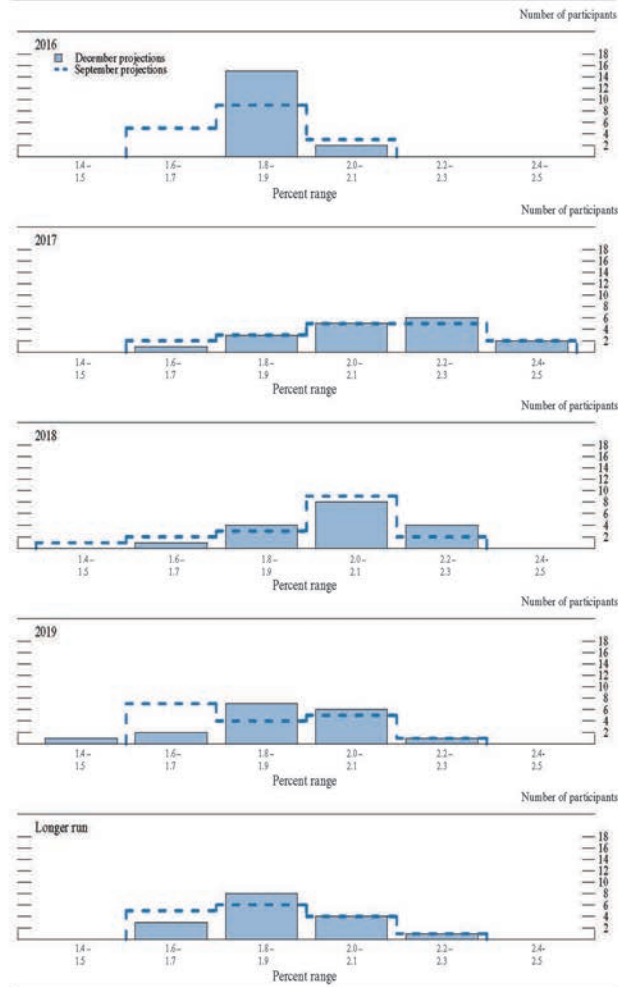 Number of participants
2016
December projections
September projections
18
16
14
12
10
8
6
4
2
1.4– 1.6– 1.8– 2.0– 2.2– 2.4–
1.5 1.7 1.9 2.1 2.3 2.5
Percent range
Number of participants
2017
18
16
14
12
10
8
6
4
2
1.4– 1.6– 1.8– 2.0– 2.2– 2.4–
1.5 1.7 1.9 2.1 2.3 2.5
Percent range
Number of participants
2018
18
16
14
12
10
8
6
4
2
1.4– 1.6– 1.8– 2.0– 2.2– 2.4-
1.5 1.7 1.9 2.1 2.3 2.5
Percent range
Number of participants
2019
18
16
14
12
10
8
6
4
2
1.4– 1.6– 1.8– 2.0– 2.2– 2.4-
1.5 1.7 1.9 2.1 2.3 2.5
Percent range
Number of participants
Longer run
18
16
14
12
10
8
6
4
2
1.4– 1.6– 1.8– 2.0– 2.2– 2.4-
1.5 1.7 1.9 2.1 2.3 2.5
Percent range